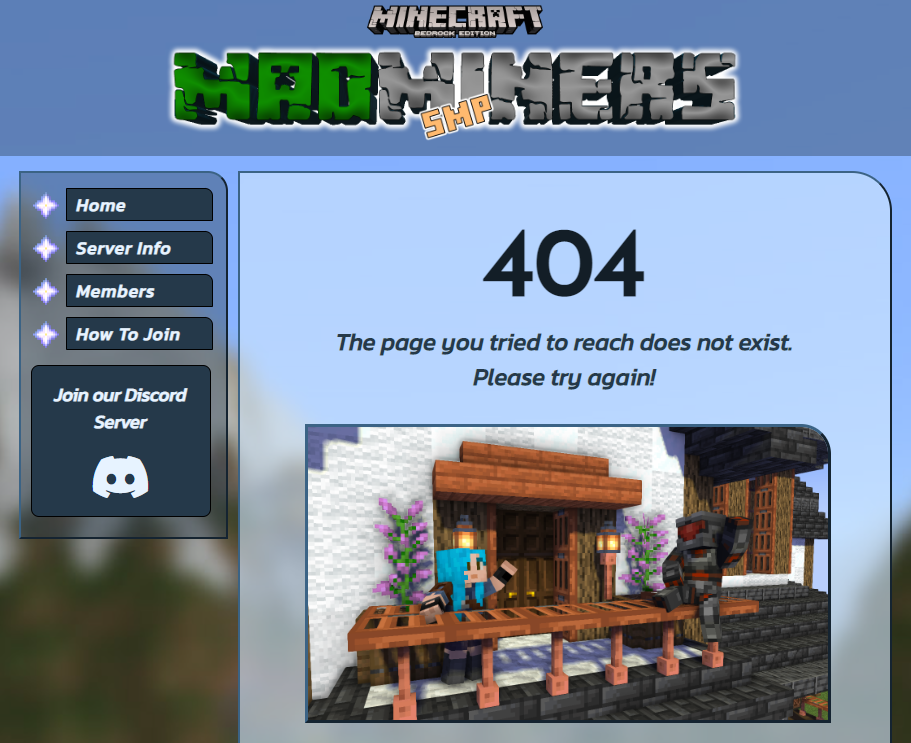 MINECRAFT
BEDROCK EDITION
MADMINERS
SMP
Home
Server Info
Members
How To Join
Join our Discord
Server
404
The page you tried to reach does not exist.
Please try again!